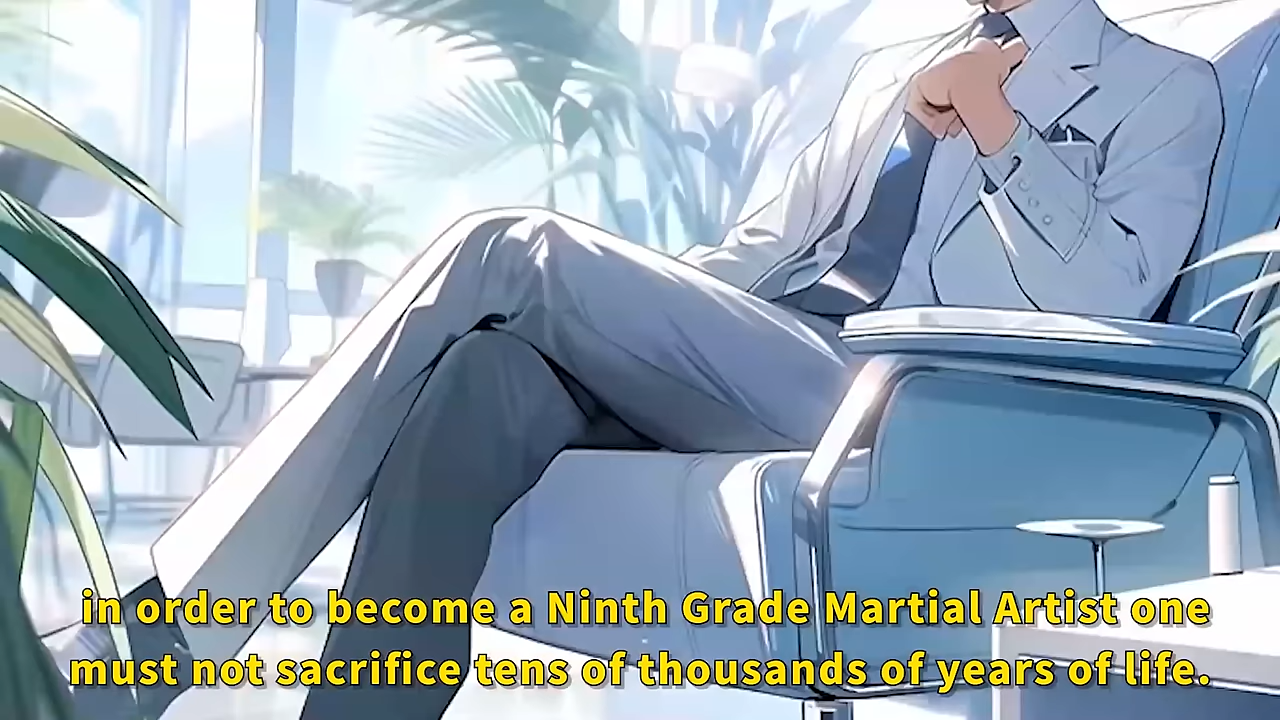 in order to become a Ninth Grade Martial Artist one
must not sacrifice tens of thousands of years of life.